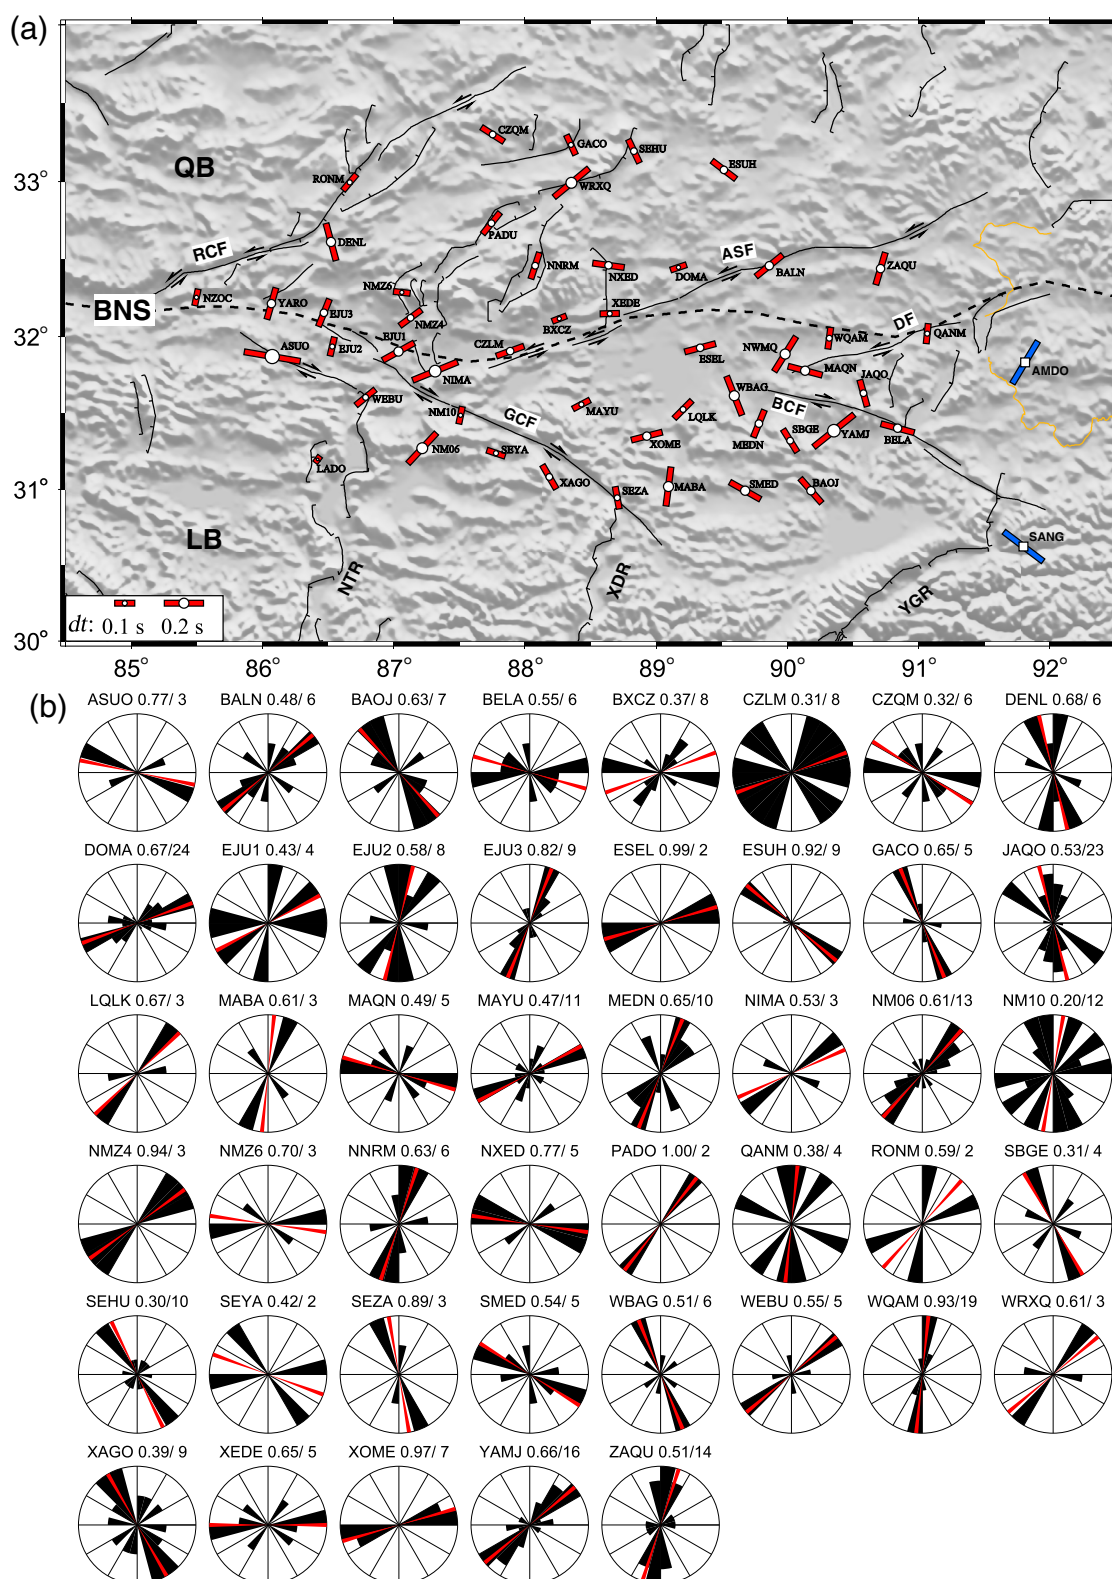 (a)
CZQM
GACO
SEHU
ESUH
QB
RONM
33°
WRXQ
PADU
DENL
RCF
ASF
NNRM
NXED
DOMA
BALN
ZAQU
NMZ6
NZOC
YARO
BNS
EJU3
NMZ4
XEDE
BXCZ
DF
32°
EJU1
WQAM
QANM
ASUO
EJU2
CZLM
ESEL
NWMQ
MAQN
AMDO
NIMA
JAQO
WBAG
WEBU
NM10
GCF
MAYU
LQLK
BCF
SBGE
YAMJ
MEDN
BELA
XOME
NM06
SEYA
LADO
XAGO
31°
SEZA
MABA
SMED
BAOJ
LB
SANG
NTR
XDR
YGR
dt: 0.1 s 0.2 s
30°
85° 86° 87° 88° 89° 90° 91° 92°
(b)
ASUO 0.77/ 3 BALN 0.48/ 6 BAOJ 0.63/ 7 BELA 0.55/ 6 BXCZ 0.37/ 8 CZLM 0.31/ 8 CZQM 0.32/ 6 DENL 0.68/ 6
DOMA 0.67/24 EJU1 0.43/ 4 EJU2 0.58/ 8 EJU3 0.82/ 9 ESEL 0.99/ 2 ESUH 0.92/ 9 GACO 0.65/ 5 JAQO 0.53/23
LQLK 0.67/ 3 MABA 0.61/ 3 MAQN 0.49/ 5 MAYU 0.47/11 MEDN 0.65/10 NIMA 0.53/ 3 NM06 0.61/13 NM10 0.20/12
NMZ4 0.94/ 3 NMZ6 0.70/ 3 NNRM 0.63/ 6 NXED 0.77/ 5 PADO 1.00/ 2 QANM 0.38/ 4 RONM 0.59/ 2 SBGE 0.31/ 4
SEHU 0.30/10 SEYA 0.42/ 2 SEZA 0.89/ 3 SMED 0.54/ 5 WBAG 0.51/ 6 WEBU 0.55/ 5 WQAM 0.93/19 WRXQ 0.61/ 3
XAGO 0.39/ 9 XEDE 0.65/ 5 XOME 0.97/ 7 YAMJ 0.66/16 ZAQU 0.51/14